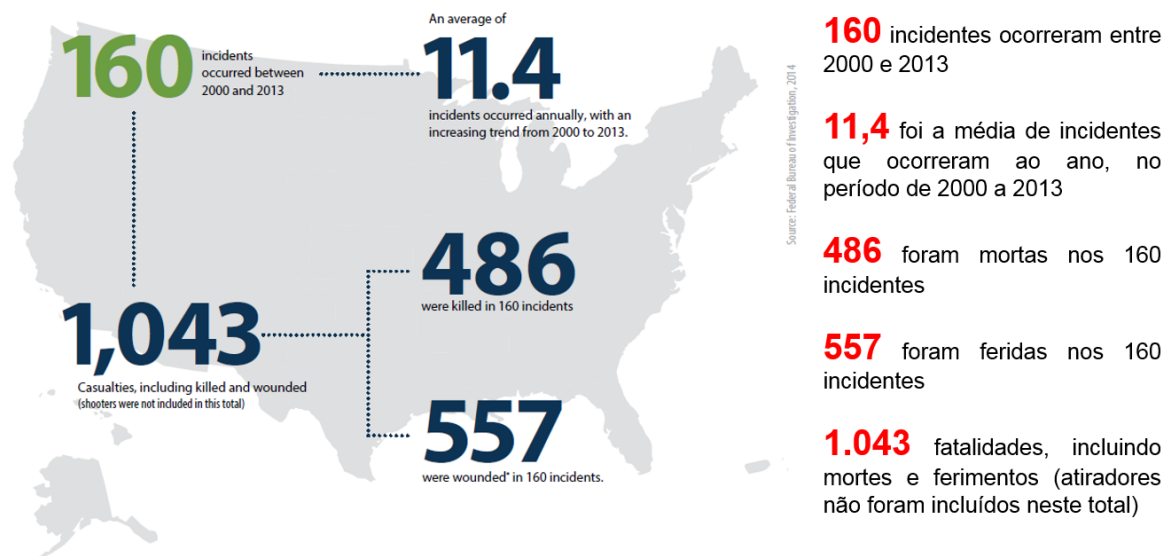 160
incidents
occurred between
2000 and 2013
An average of
11.4
incidents occurred annually, with an
increasing trend from 2000 to 2013.
486
were killed in 160 incidents
1,043
Casualties, including killed and wounded
(shooters were not included in this total)
557
were wounded* in 160 incidents.
Source: Federal Bureau of Investigation, 2014
160 incidentes ocorreram entre
2000 e 2013
11,4 foi a média de incidentes
que ocorreram ao ano, no
período de 2000 a 2013
486 foram mortas nos 160
incidentes
557 foram feridas nos 160
incidentes
1.043 fatalidades, incluindo
mortes e ferimentos (atiradores
não foram incluídos neste total)